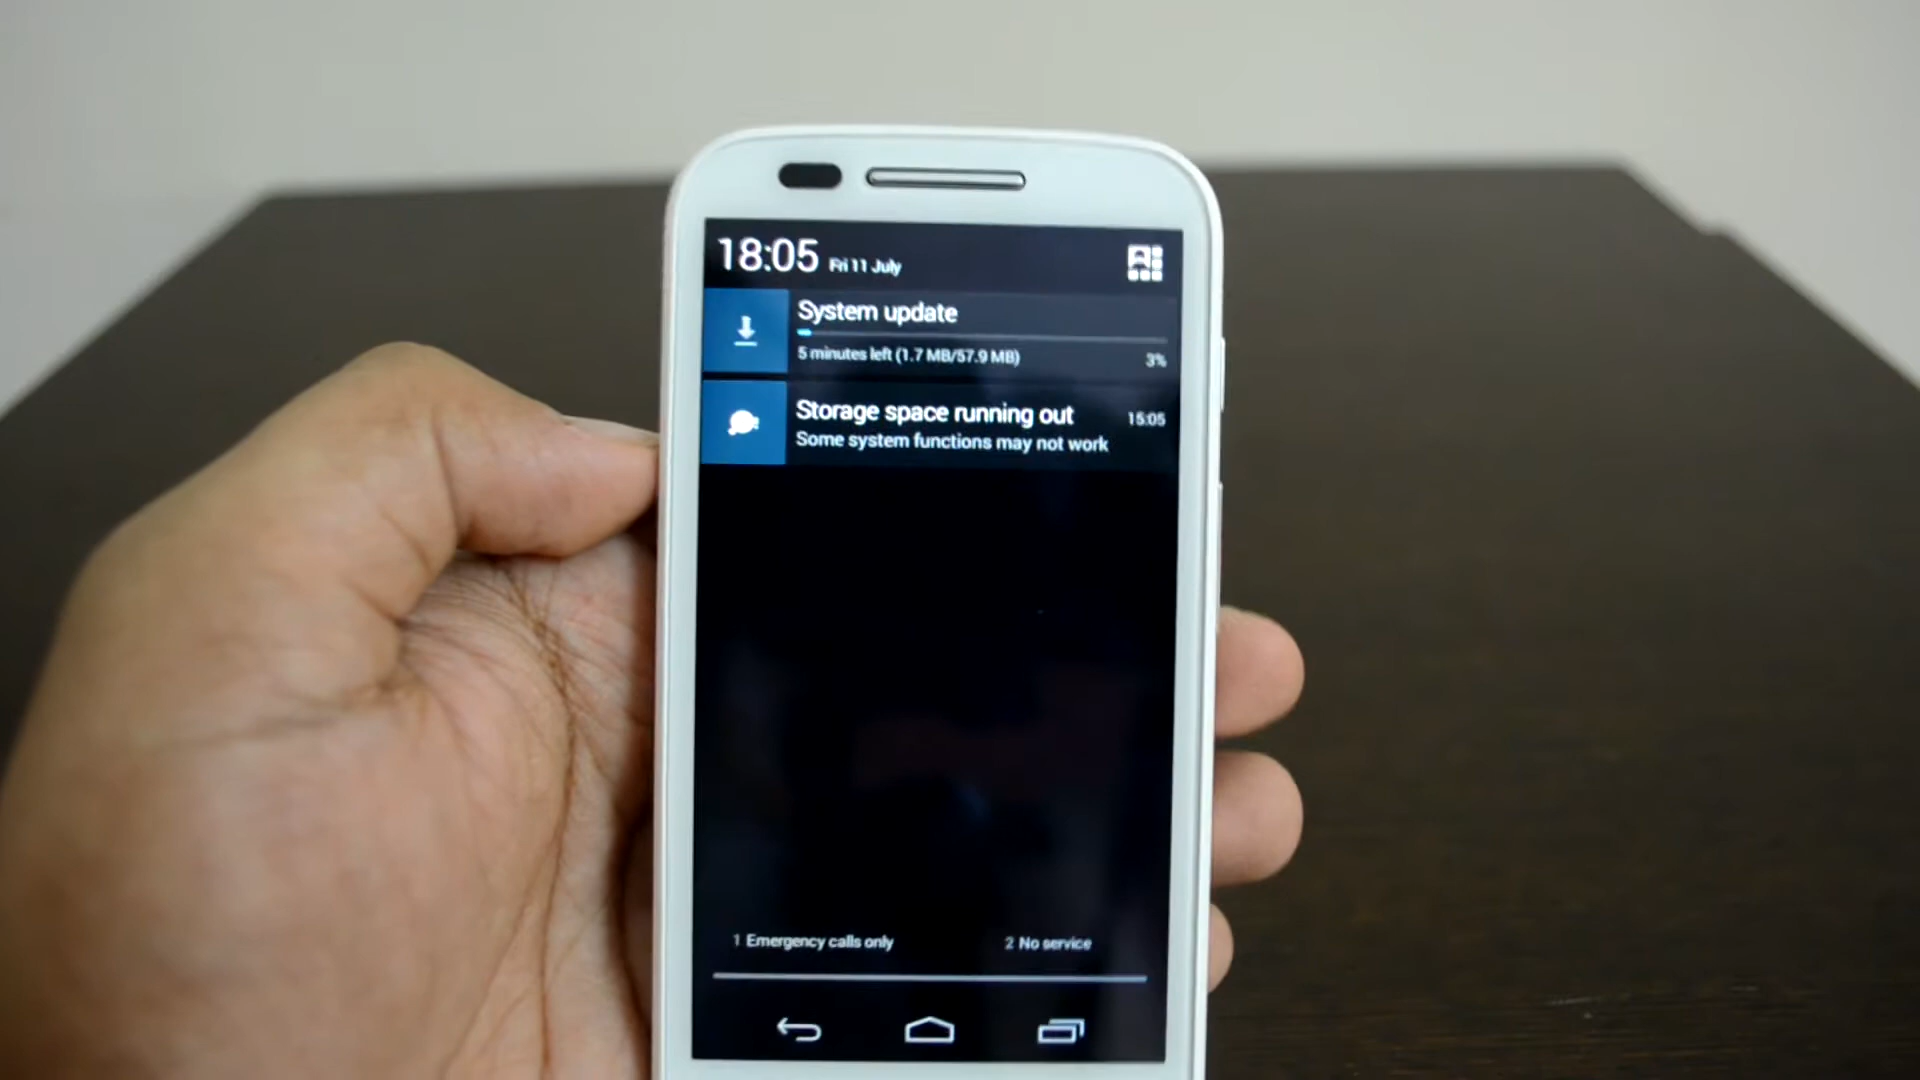 18:05 Fri 11 July
System update
5 minutes left (1.7 MB/57.9 MB) 3%
Storage space running out 15:05
Some system functions may not work
1 Emergency calls only 2 No service